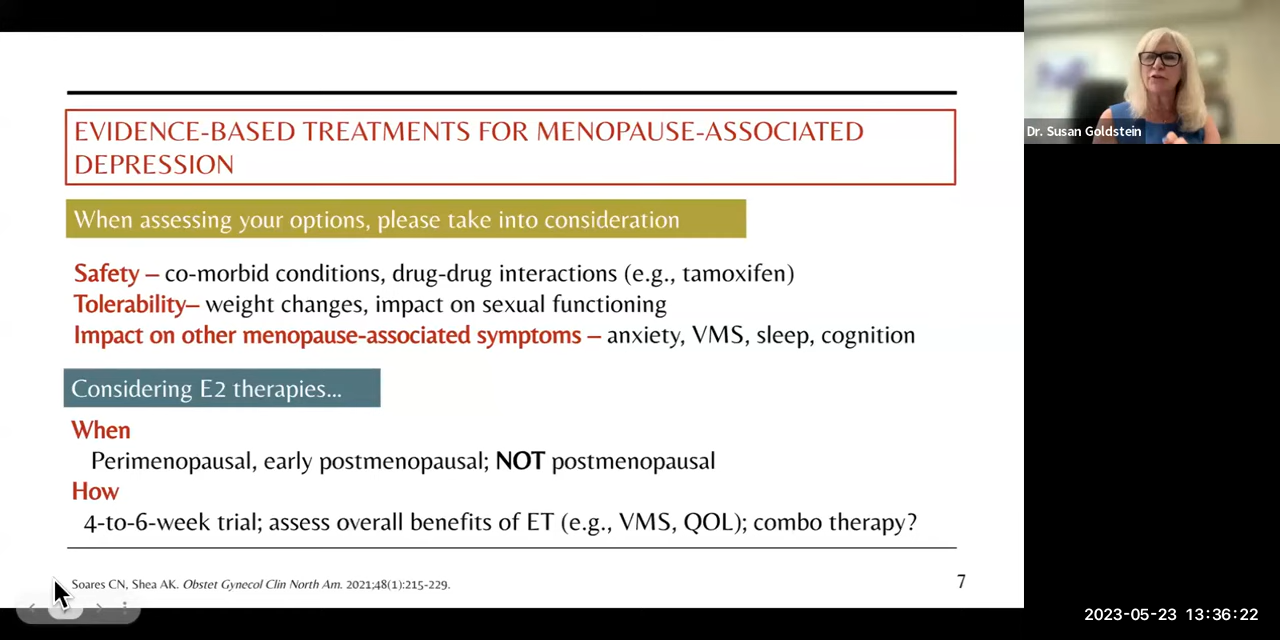 EVIDENCE-BASED TREATMENTS FOR MENOPAUSE-ASSOCIATED
DEPRESSION
When assessing your options, please take into consideration
Safety – co-morbid conditions, drug-drug interactions (e.g., tamoxifen)
Tolerability– weight changes, impact on sexual functioning
Impact on other menopause-associated symptoms – anxiety, VMS, sleep, cognition
Considering E2 therapies...
When
Perimenopausal, early postmenopausal; NOT postmenopausal
How
4-to-6-week trial; assess overall benefits of ET (e.g., VMS, QOL); combo therapy?
Soares CN, Shea AK. Obstet Gynecol Clin North Am. 2021;48(1):215-229.
7
Dr. Susan Goldstein
2023-05-23 13:36:22